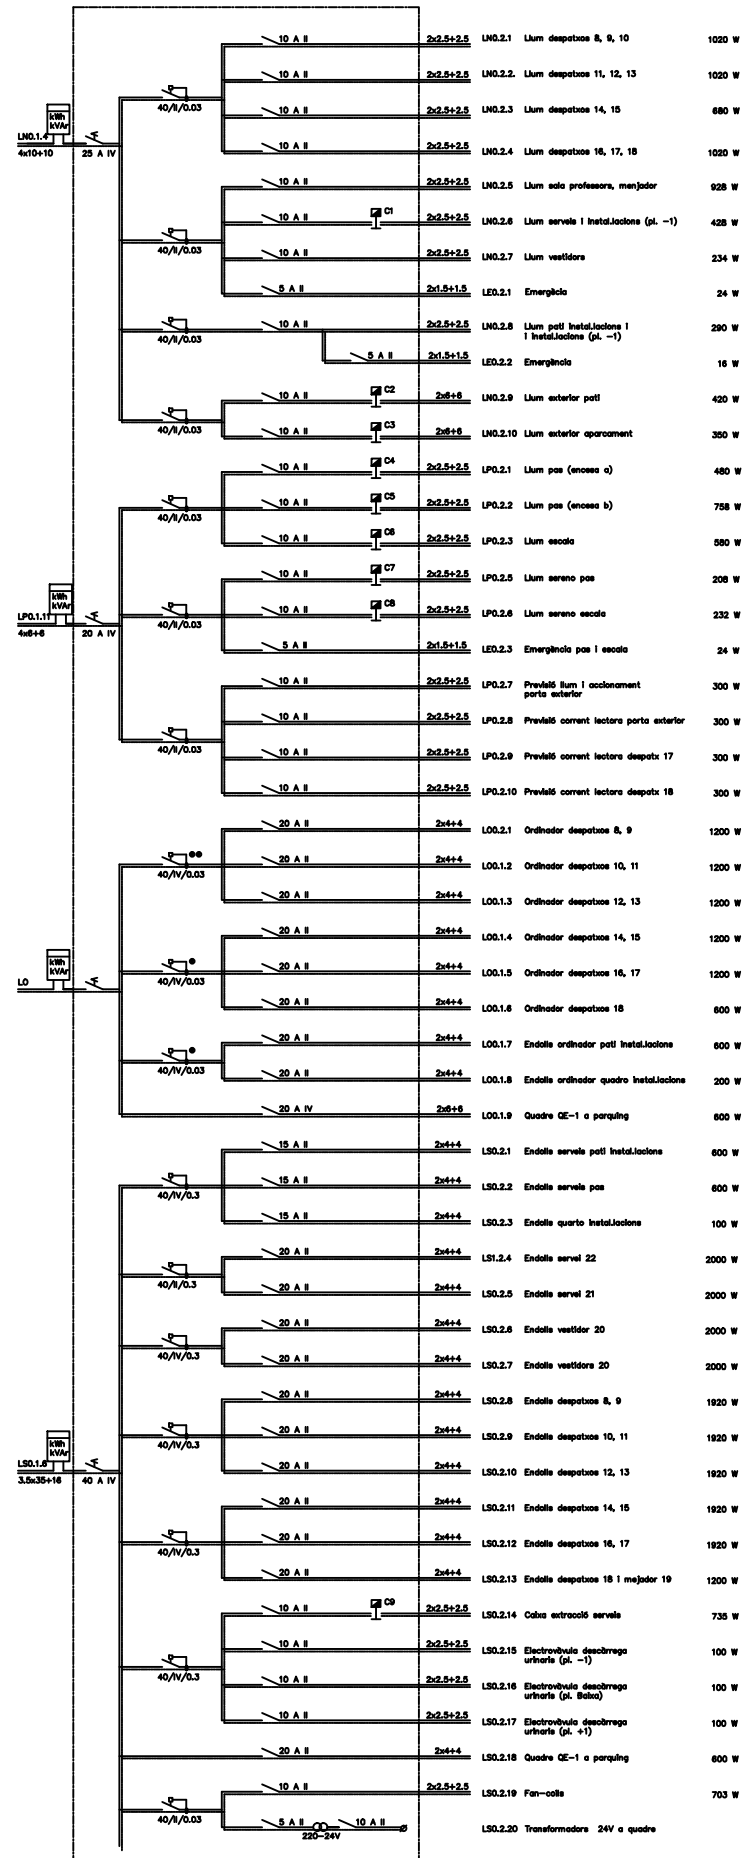 10 A II 2x2.5+2.5 LN0.2.1 Llum despatxos 8, 9, 10 1020 W
10 A II 2x2.5+2.5 LN0.2.2. Llum despatxos 11, 12, 13 1020 W
40/II/0.03
10 A II 2x2.5+2.5 LN0.2.3 Llum despatxos 14, 15 680 W
kWh
kVAr
LN0.1.4
4x10+10
25 A IV
10 A II 2x2.5+2.5 LN0.2.4 Llum despatxos 16, 17, 18 1020 W
10 A II 2x2.5+2.5 LN0.2.5 Llum sala professors, menjador 928 W
10 A II C1 2x2.5+2.5 LN0.2.6 Llum serveis i instal.lacions (pl. -1) 428 W
40/II/0.03
10 A II 2x2.5+2.5 LN0.2.7 Llum vestidors 234 W
5 A II 2x1.5+1.5 LE0.2.1 Emergècia 24 W
10 A II 2x2.5+2.5 LN0.2.8 Llum pati instal.lacions i 290 W
i instal.lacions (pl. -1)
40/II/0.03
5 A II 2x1.5+1.5 LE0.2.2 Emergència 16 W
10 A II C2 2x6+6 LN0.2.9 Llum exterior pati 420 W
40/II/0.03
10 A II C3 2x6+6 LN0.2.10 Llum exterior aparcament 350 W
10 A II C4 2x2.5+2.5 LP0.2.1 Llum pas (encesa a) 480 W
10 A II C5 2x2.5+2.5 LP0.2.2 Llum pas (encesa b) 758 W
40/II/0.03
10 A II C6 2x2.5+2.5 LP0.2.3 Llum escala 580 W
10 A II C7 2x2.5+2.5 LP0.2.5 Llum sereno pas 208 W
kWh
kVAr
LP0.1.11
4x6+6
20 A IV
10 A II C8 2x2.5+2.5 LP0.2.6 Llum sereno escala 232 W
40/II/0.03
5 A II 2x1.5+1.5 LE0.2.3 Emergència pas i escala 24 W
10 A II 2x2.5+2.5 LP0.2.7 Previsió llum i accionament 300 W
porta exterior
10 A II 2x2.5+2.5 LP0.2.8 Previsió corrent lectora porta exterior 300 W
40/II/0.03
10 A II 2x2.5+2.5 LP0.2.9 Previsió corrent lectora despatx 17 300 W
10 A II 2x2.5+2.5 LP0.2.10 Previsió corrent lectora despatx 18 300 W
20 A II 2x4+4 LO0.2.1 Ordinador despatxos 8, 9 1200 W
20 A II 2x4+4 LO0.1.2 Ordinador despatxos 10, 11 1200 W
40/IV/0.03
20 A II 2x4+4 LO0.1.3 Ordinador despatxos 12, 13 1200 W
20 A II 2x4+4 LO0.1.4 Ordinador despatxos 14, 15 1200 W
kWh
kVAr
LO
20 A II 2x4+4 LO0.1.5 Ordinador despatxos 16, 17 1200 W
40/IV/0.03
20 A II 2x4+4 LO0.1.6 Ordinador despatxos 18 600 W
20 A II 2x4+4 LO0.1.7 Endolls ordinador pati instal.lacions 600 W
40/IV/0.03
20 A II 2x4+4 LO0.1.8 Endolls ordinador quadro instal.lacions 200 W
20 A IV 2x6+6 LO0.1.9 Quadre QE-1 a parquing 600 W
15 A II 2x4+4 LS0.2.1 Endolls serveis pati instal.lacions 600 W
15 A II 2x4+4 LS0.2.2 Endolls serveis pas 600 W
40/IV/0.3
15 A II 2x4+4 LS0.2.3 Endolls quarto instal.lacions 100 W
20 A II 2x4+4 LS1.2.4 Endolls servei 22 2000 W
40/II/0.3
20 A II 2x4+4 LS0.2.5 Endolls servei 21 2000 W
20 A II 2x4+4 LS0.2.6 Endolls vestidor 20 2000 W
40/IV/0.3
20 A II 2x4+4 LS0.2.7 Endolls vestidors 20 2000 W
20 A II 2x4+4 LS0.2.8 Endolls despatxos 8, 9 1920 W
20 A II 2x4+4 LS0.2.9 Endolls despatxos 10, 11 1920 W
40/IV/0.3
kWh
kVAr
LS0.1.6
3.5x35+16
40 A IV
20 A II 2x4+4 LS0.2.10 Endolls despatxos 12, 13 1920 W
20 A II 2x4+4 LS0.2.11 Endolls despatxos 14, 15 1920 W
20 A II 2x4+4 LS0.2.12 Endolls despatxos 16, 17 1920 W
40/IV/0.3
20 A II 2x4+4 LS0.2.13 Endolls despatxos 18 i mejador 19 1200 W
10 A II C9 2x2.5+2.5 LS0.2.14 Caixa extracció serveis 735 W
10 A II 2x2.5+2.5 LS0.2.15 Electrovàvula descàrrega 100 W
urinaris (pl. -1)
40/IV/0.3
10 A II 2x2.5+2.5 LS0.2.16 Electrovàvula descàrrega 100 W
urinaris (pl. Baixa)
10 A II 2x2.5+2.5 LS0.2.17 Electrovàvula descàrrega 100 W
urinaris (pl. +1)
20 A II 2x4+4 LS0.2.18 Quadre QE-1 a parquing 600 W
10 A II 2x2.5+2.5 LS0.2.19 Fan-coils 703 W
40/II/0.03
5 A II 10 A II LS0.2.20 Transformadors 24V a quadre
220-24V